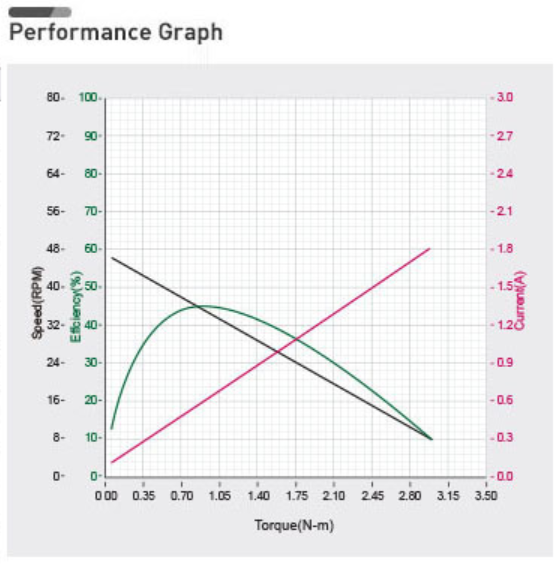 Performance Graph
80- 100- -3.0
72- 90- -2.7
64- 80- -2.4
56- 70- -2.1
48- 60- -1.8
40- 50- -1.5
32- 40- -1.2
24- 30- -0.9
16- 20- -0.6
8- 10- -0.3
0- 0- -0.0
Speed(RPM)
Efficiency(%)
Current(A)
0.00 0.35 0.70 1.05 1.40 1.75 2.10 2.45 2.80 3.15 3.50
Torque(N-m)